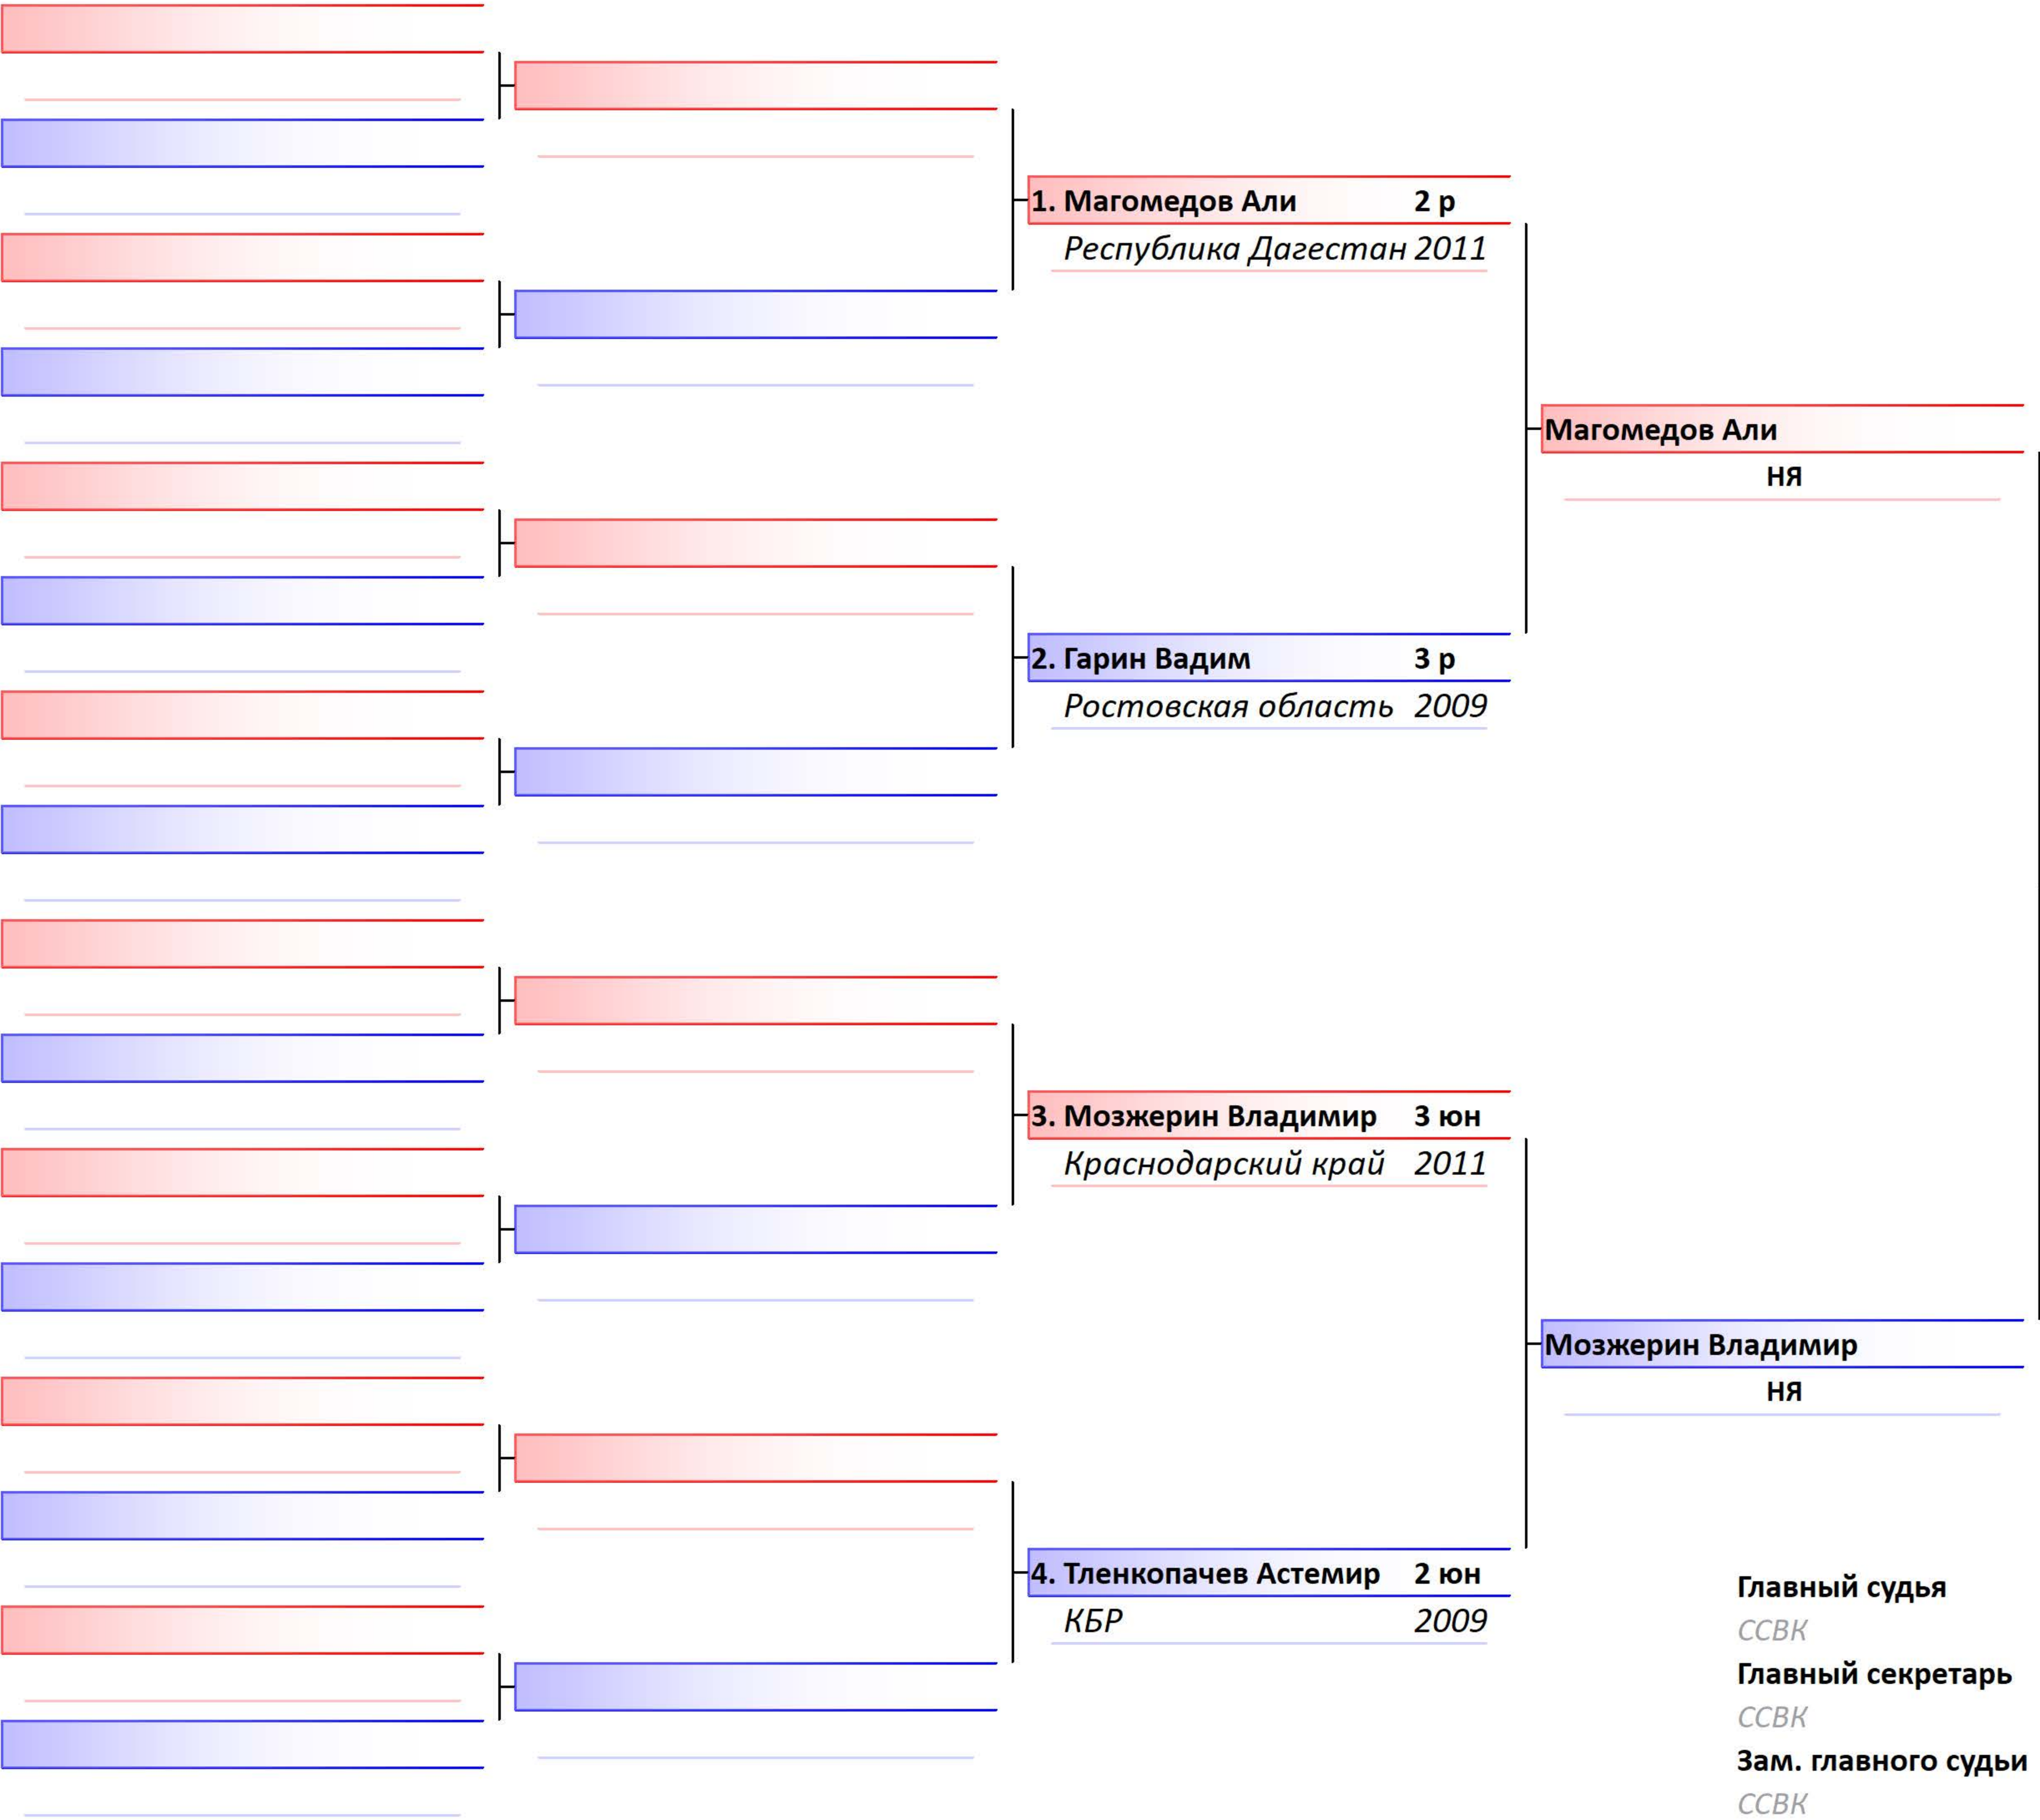 1. Магомедов Али 2 р
Республика Дагестан 2011
Магомедов Али
НЯ
2. Гарин Вадим 3 р
Ростовская область 2009
3. Мозжерин Владимир 3 юн
Краснодарский край 2011
Мозжерин Владимир
НЯ
4. Тленкопачев Астемир 2 юн
КБР 2009
Главный судья
ССВК
Главный секретарь
ССВК
Зам. главного судьи
ССВК